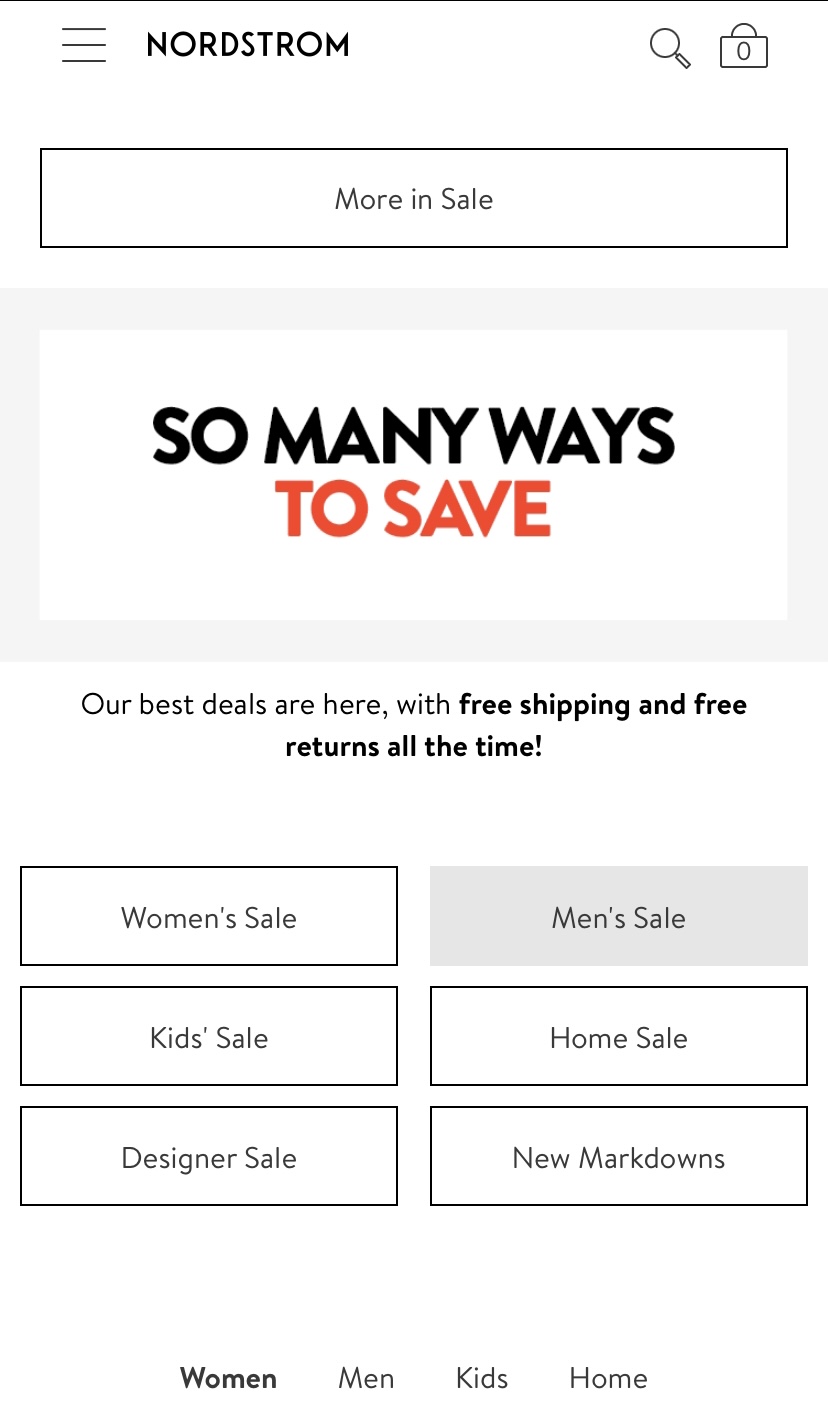 NORDSTROM
0
More in Sale
SO MANY WAYS
TO SAVE
Our best deals are here, with free shipping and free
returns all the time!
Women's Sale
Men's Sale
Kids' Sale
Home Sale
Designer Sale
New Markdowns
Women Men Kids Home